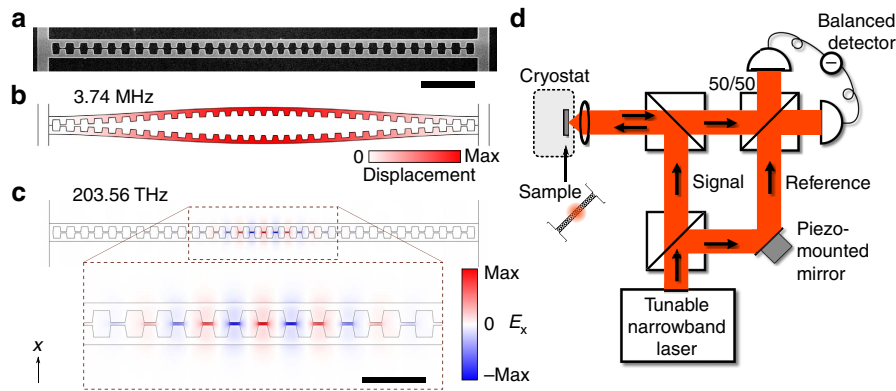 a
b
3.74 MHz
0
Max
Displacement
c
203.56 THz
Max
0
Eₓ
–Max
x
d
Balanced
detector
Cryostat
50/50
Sample
Signal
Reference
Piezo-
mounted
mirror
Tunable
narrowband
laser